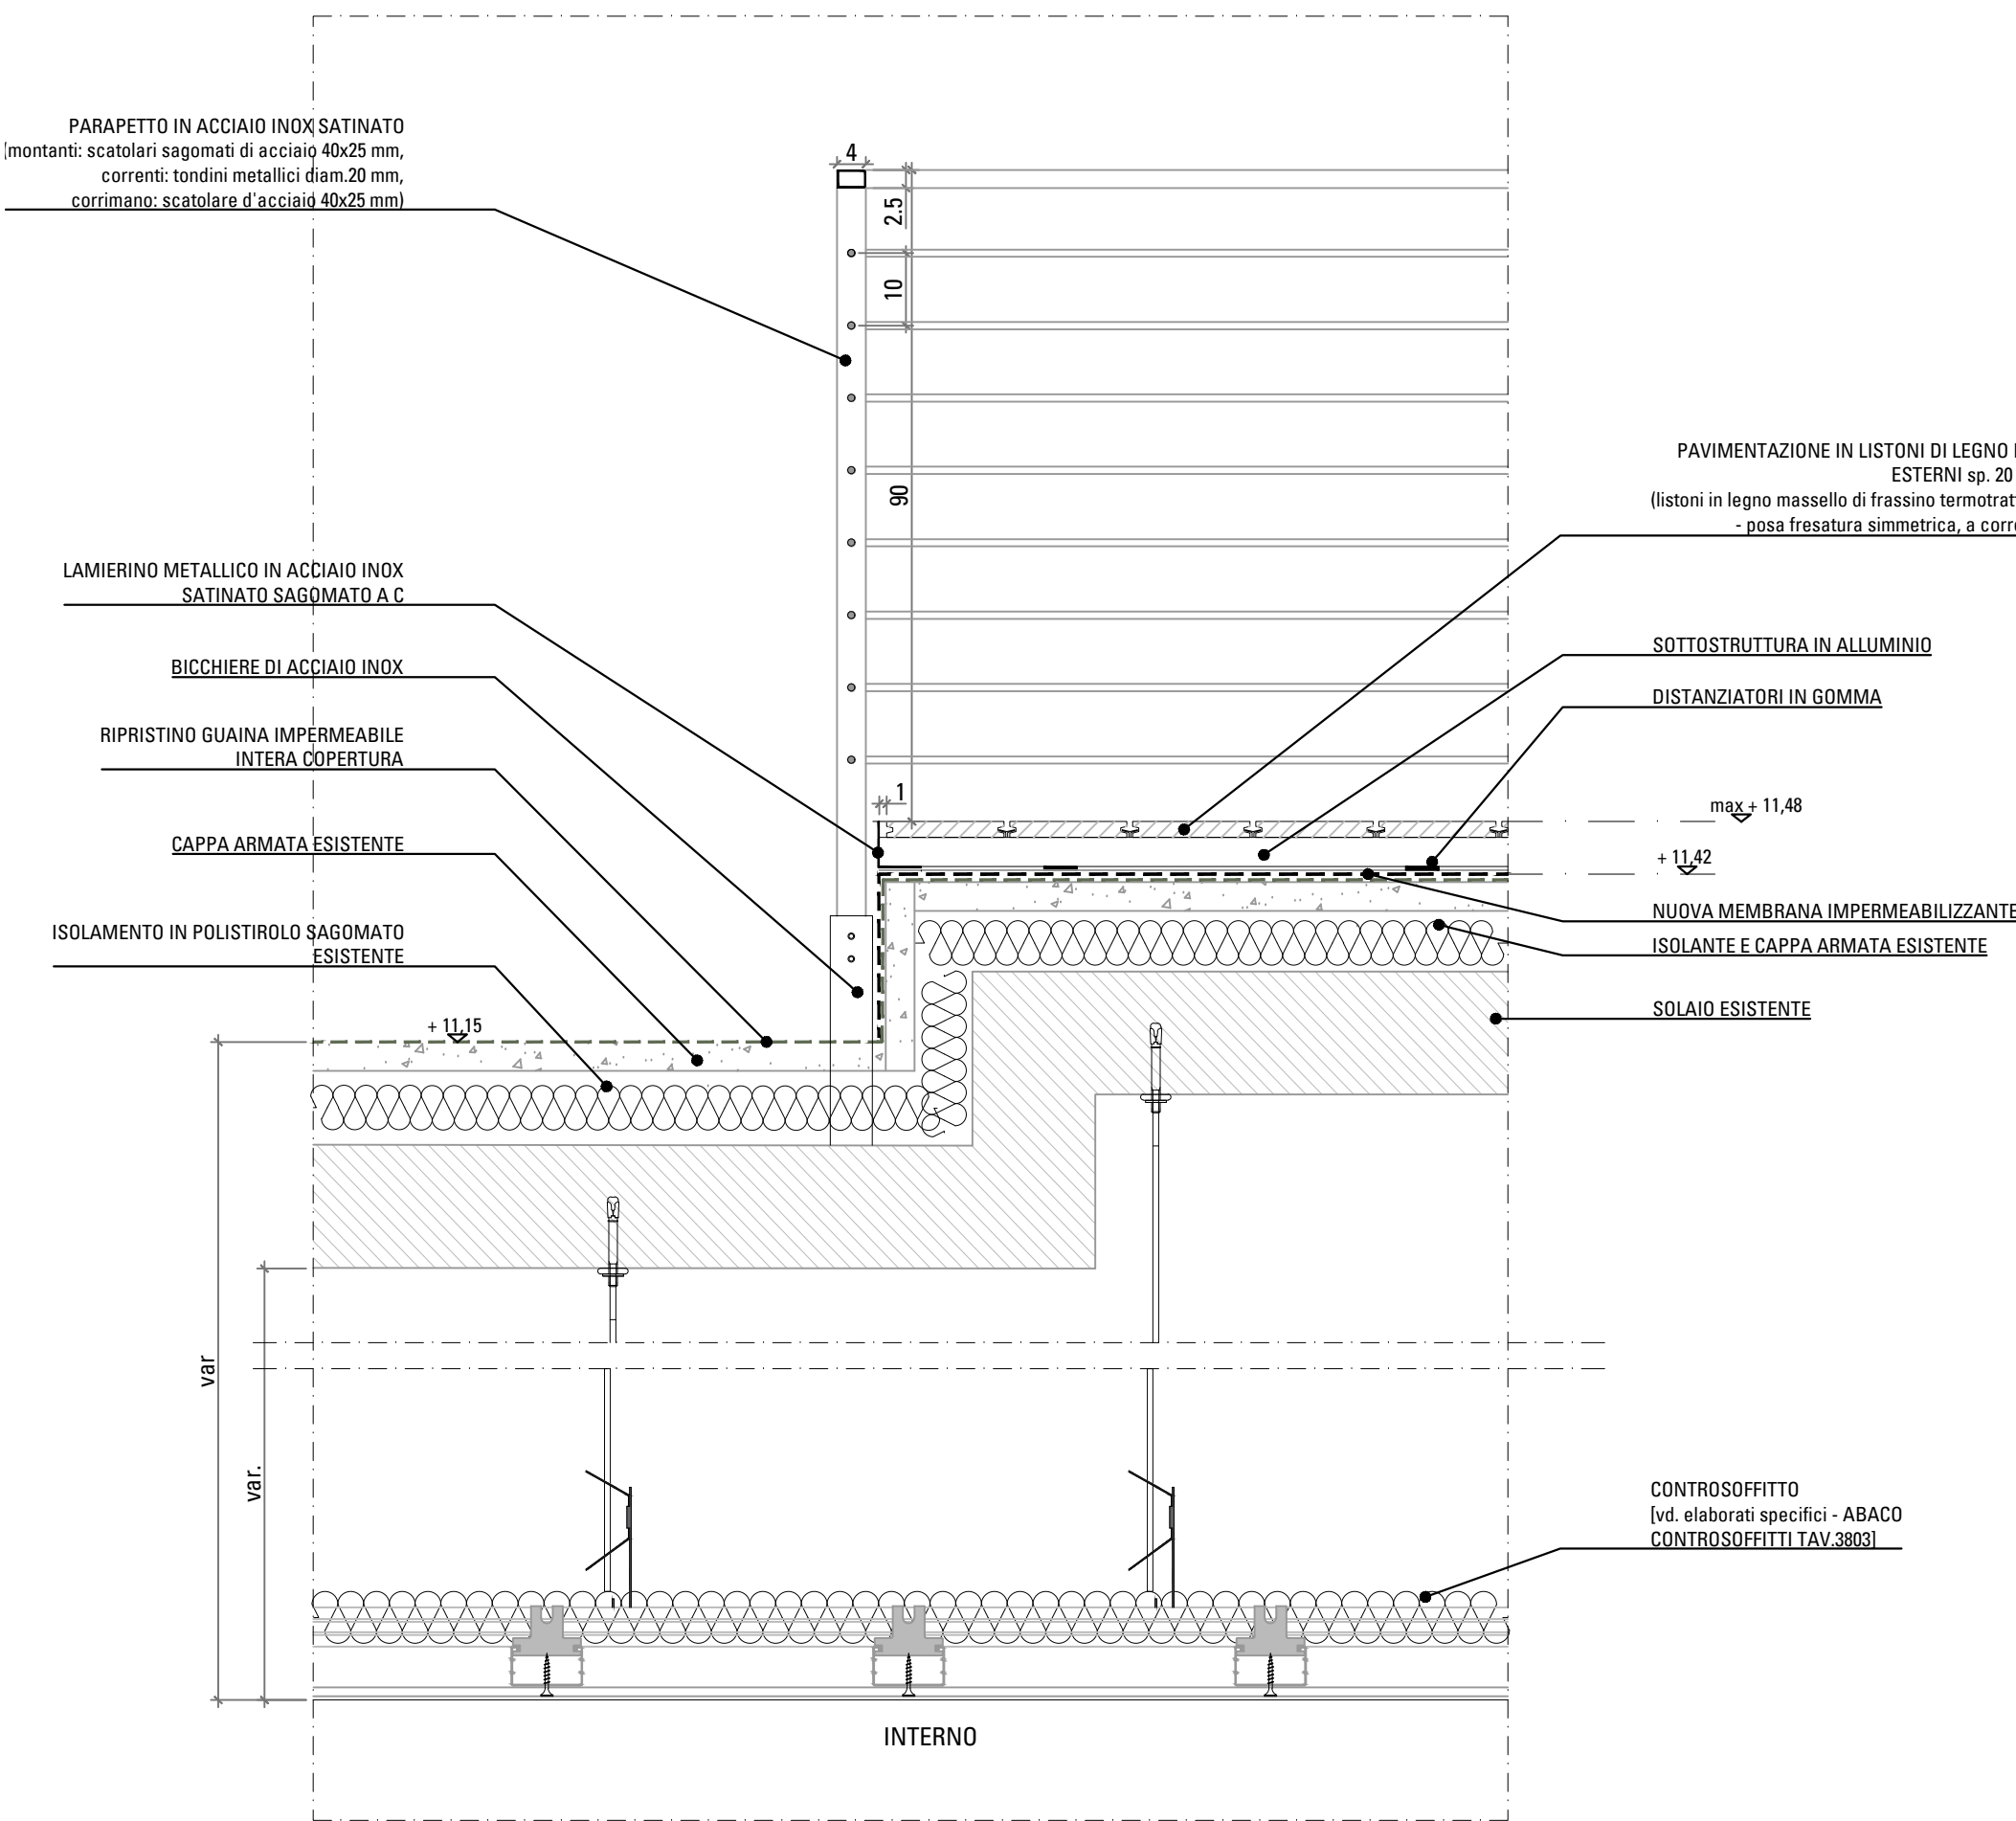 PARAPETTO IN ACCIAIO INOX SATINATO
(montanti: scatolari sagomati di acciaio 40x25 mm,
correnti: tondini metallici diam.20 mm,
corrimano: scatolare d'acciaio 40x25 mm)
4
2.5
10
90
1
LAMIERINO METALLICO IN ACCIAIO INOX
SATINATO SAGOMATO A C
BICCHIERE DI ACCIAIO INOX
RIPRISTINO GUAINA IMPERMEABILE
INTERA COPERTURA
CAPPA ARMATA ESISTENTE
ISOLAMENTO IN POLISTIROLO SAGOMATO
ESISTENTE
+ 11,15
var
var.
PAVIMENTAZIONE IN LISTONI DI LEGNO
ESTERNI sp. 20
(listoni in legno massello di frassino
- posa fresatura simmetrica, a
SOTTOSTRUTTURA IN ALLUMINIO
DISTANZIATORI IN GOMMA
max + 11,48
+ 11,42
NUOVA MEMBRANA IMPERMEABILIZZANTE
ISOLANTE E CAPPA ARMATA ESISTENTE
SOLAIO ESISTENTE
CONTROSOFFITTO
[vd. elaborati specifici - ABACO
CONTROSOFFITTI TAV.3803]
INTERNO